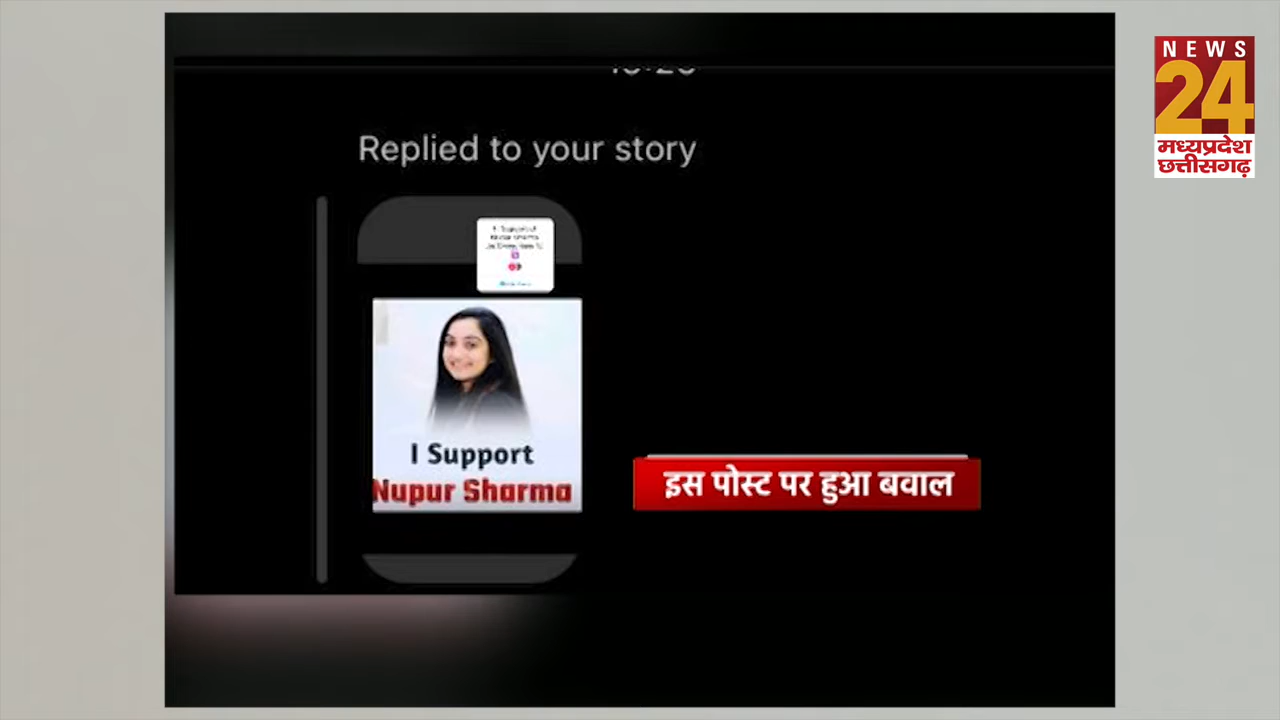 NEWS
24
मध्यप्रदेश
छत्तीसगढ़
Replied to your story
I Support
Nupur Sharma
इस पोस्ट पर हुआ बवाल